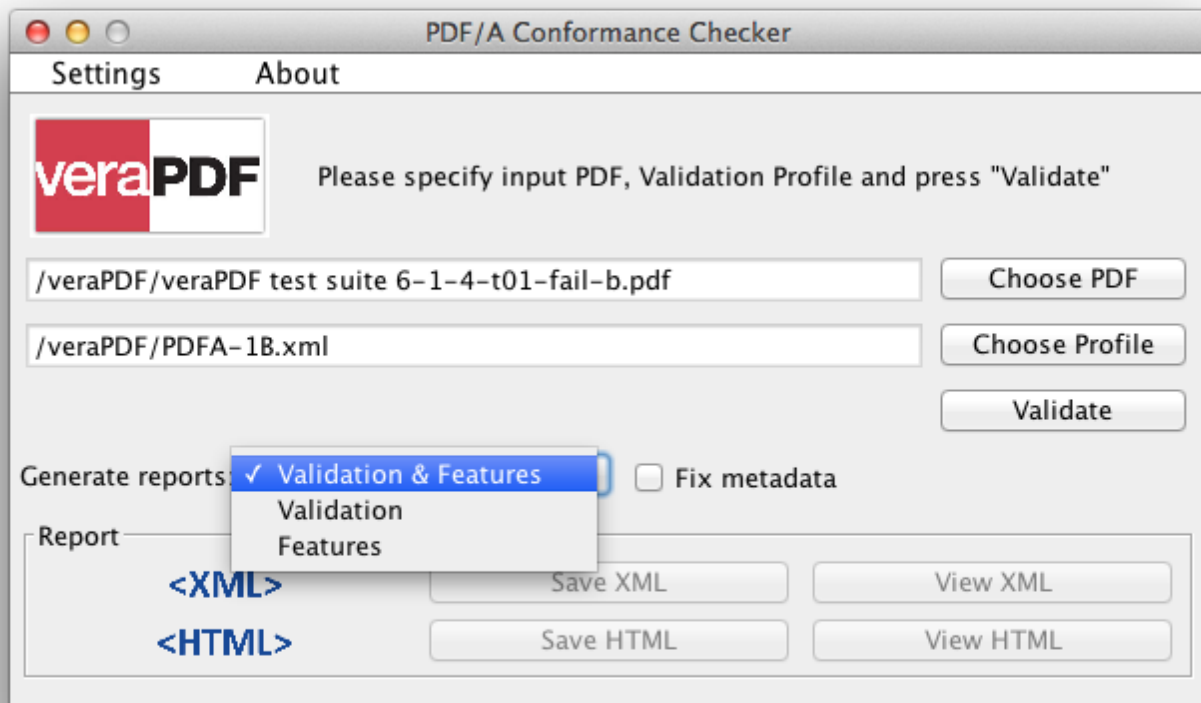 PDF/A Conformance Checker
Settings About
veraPDF
Please specify input PDF, Validation Profile and press "Validate"
/veraPDF/veraPDF test suite 6-1-4-t01-fail-b.pdf Choose PDF
/veraPDF/PDFA-1B.xml Choose Profile
Validate
Generate reports: ✓ Validation & Features Fix metadata
Validation
Features
Report
<XML> Save XML View XML
<HTML> Save HTML View HTML